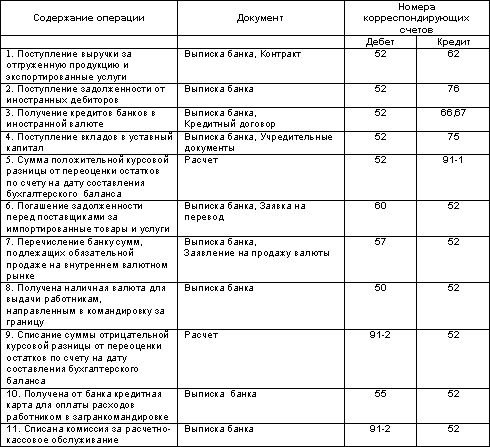 Содержание операции
Документ
Номера
корреспондирующих
счетов
Дебет
Кредит
1. Поступление выручки за
отгруженную продукцию и
экспортированные услуги
Выписка банка, Контракт
52
62
2. Поступление задолженности от
иностранных дебиторов
Выписка банка
52
76
3. Получение кредитов банков в
иностранной валюте
Выписка банка,
Кредитный договор
52
66,67
4. Поступление вкладов в уставный
капитал
Выписка банка, Учредительные
документы
52
75
5. Сумма положительной курсовой
разницы от переоценки остатков
по счету на дату составления
бухгалтерского баланса
Расчет
52
91-1
6. Погашение задолженности
перед поставщиками за
импортированные товары и услуги
Выписка банка, Заявка на
перевод
60
52
7. Перечисление банку сумм,
подлежащих обязательной
продаже на внутреннем валютном
рынке
Выписка банка,
Заявление на продажу валюты
57
52
8. Получена наличная валюта для
выдачи работникам,
направленным в командировку за
границу
Выписка банка
50
52
9. Списание суммы отрицательной
курсовой разницы от переоценки
остатков по счету на дату
составления бухгалтерского
баланса
Расчет
91-2
52
10. Получена от банка кредитная
карта для оплаты расходов
работником в загранкомандировке
Выписка банка
55
52
11. Списана комиссия за расчетно-
кассовое обслуживание
Выписка банка
91-2
52